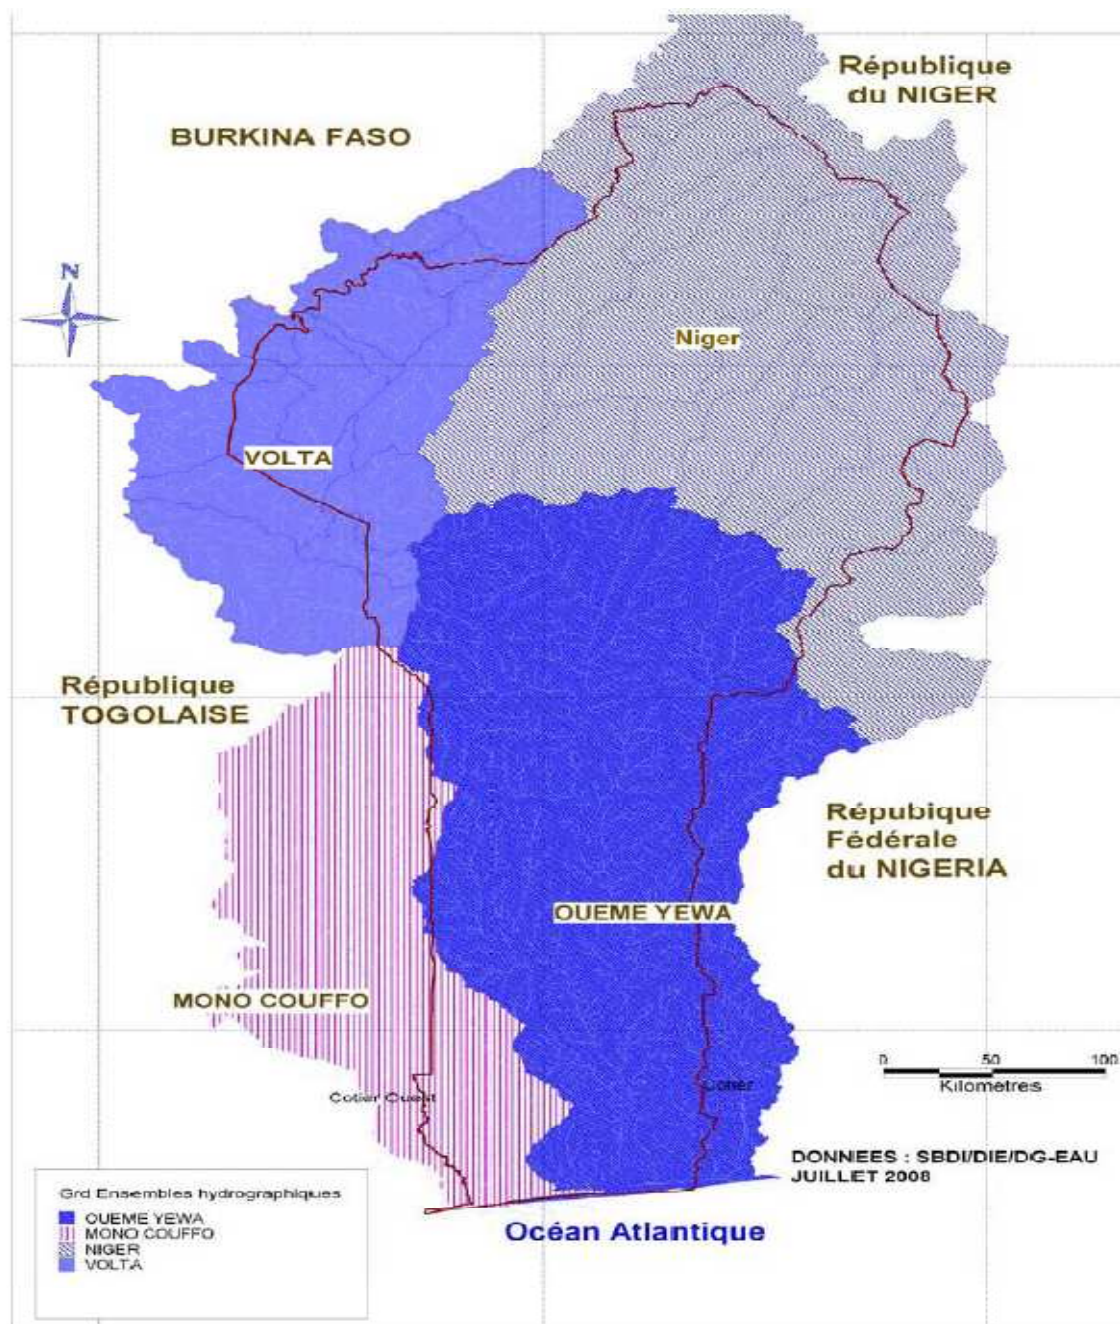 République
du NIGER
BURKINA FASO
N
Niger
VOLTA
République
TOGOLAISE
Répubique
Fédérale
du NIGERIA
OUEME YEWA
MONO COUFFO
0 50 100
Kilometres
Cotier Ouest
Cotier
DONNEES : SBDI/DIE/DG-EAU
JUILLET 2008
Grd Ensembles hydrographiques
OUEME YEWA
MONO COUFFO
NIGER
VOLTA
Océan Atlantique